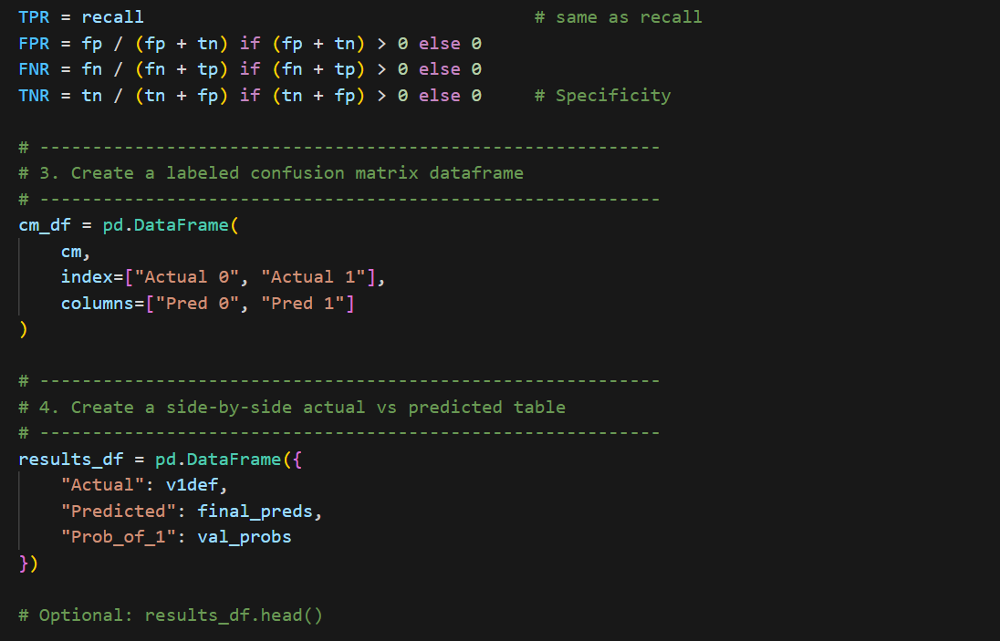 TPR = recall                                     # same as recall
FPR = fp / (fp + tn) if (fp + tn) > 0 else 0
FNR = fn / (fn + tp) if (fn + tp) > 0 else 0
TNR = tn / (tn + fp) if (tn + fp) > 0 else 0     # Specificity
# -----------------------------------------------------------
# 3. Create a labeled confusion matrix dataframe
# -----------------------------------------------------------
cm_df = pd.DataFrame(
    cm,
    index=["Actual 0", "Actual 1"],
    columns=["Pred 0", "Pred 1"]
)
# -----------------------------------------------------------
# 4. Create a side-by-side actual vs predicted table
# -----------------------------------------------------------
results_df = pd.DataFrame({
    "Actual": v1def,
    "Predicted": final_preds,
    "Prob_of_1": val_probs
})
# Optional: results_df.head()